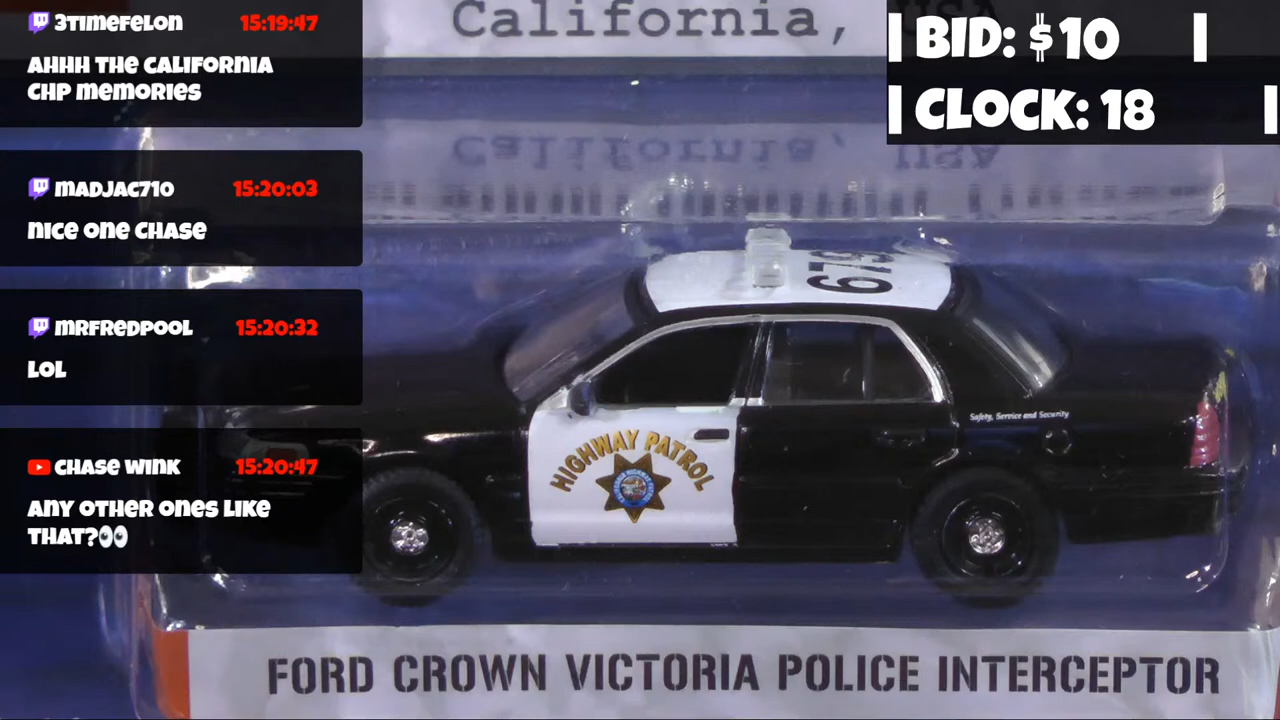 3TIMEFELON 15:19:47
AHHH THE CALIFORNIA
CHP MEMORIES
MADJAC710 15:20:03
NICE ONE CHASE
MRFREDPOOL 15:20:32
LOL
CHASE WINK 15:20:47
ANY OTHER ONES LIKE
THAT?👀
| BID: $10 |
| CLOCK: 18 |
California, USA
679
Safety, Service and Security
HIGHWAY PATROL
FORD CROWN VICTORIA POLICE INTERCEPTOR